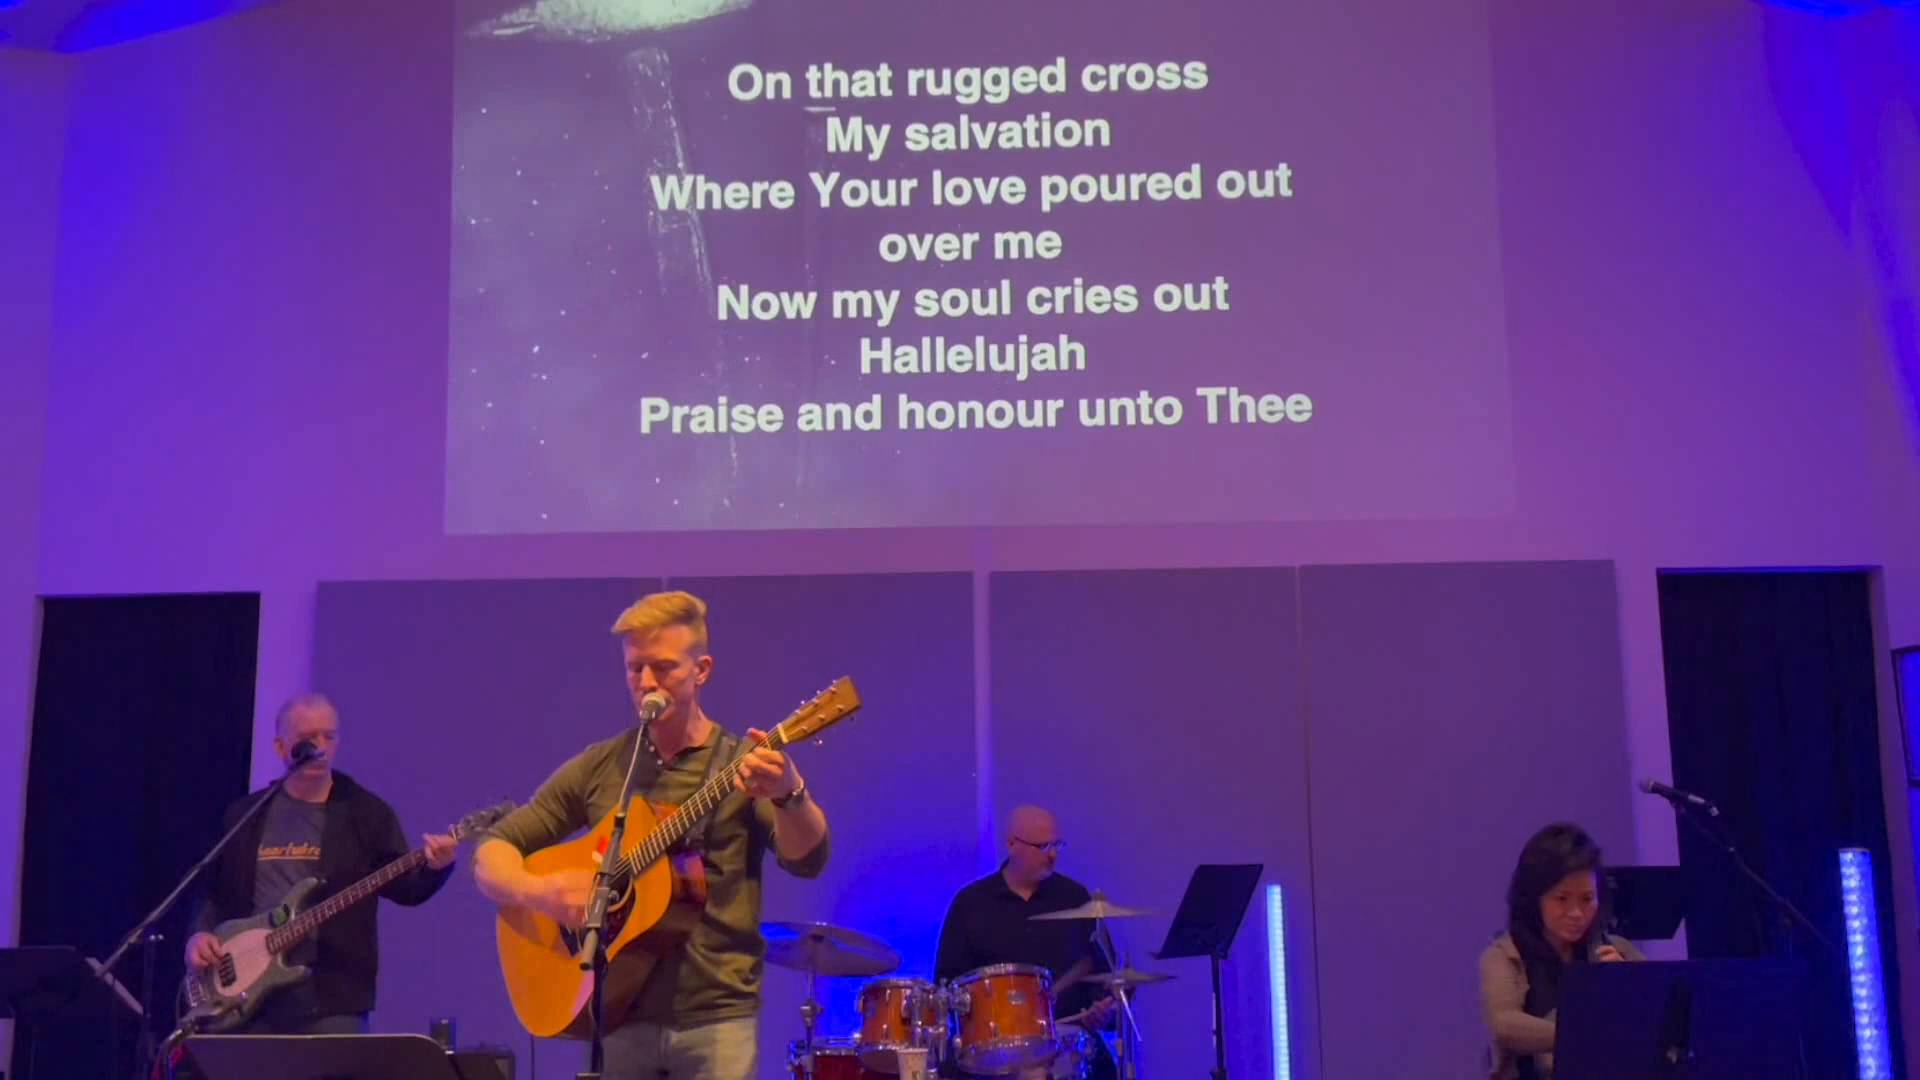 On that rugged cross
My salvation
Where Your love poured out
over me
Now my soul cries out
Hallelujah
Praise and honour unto Thee